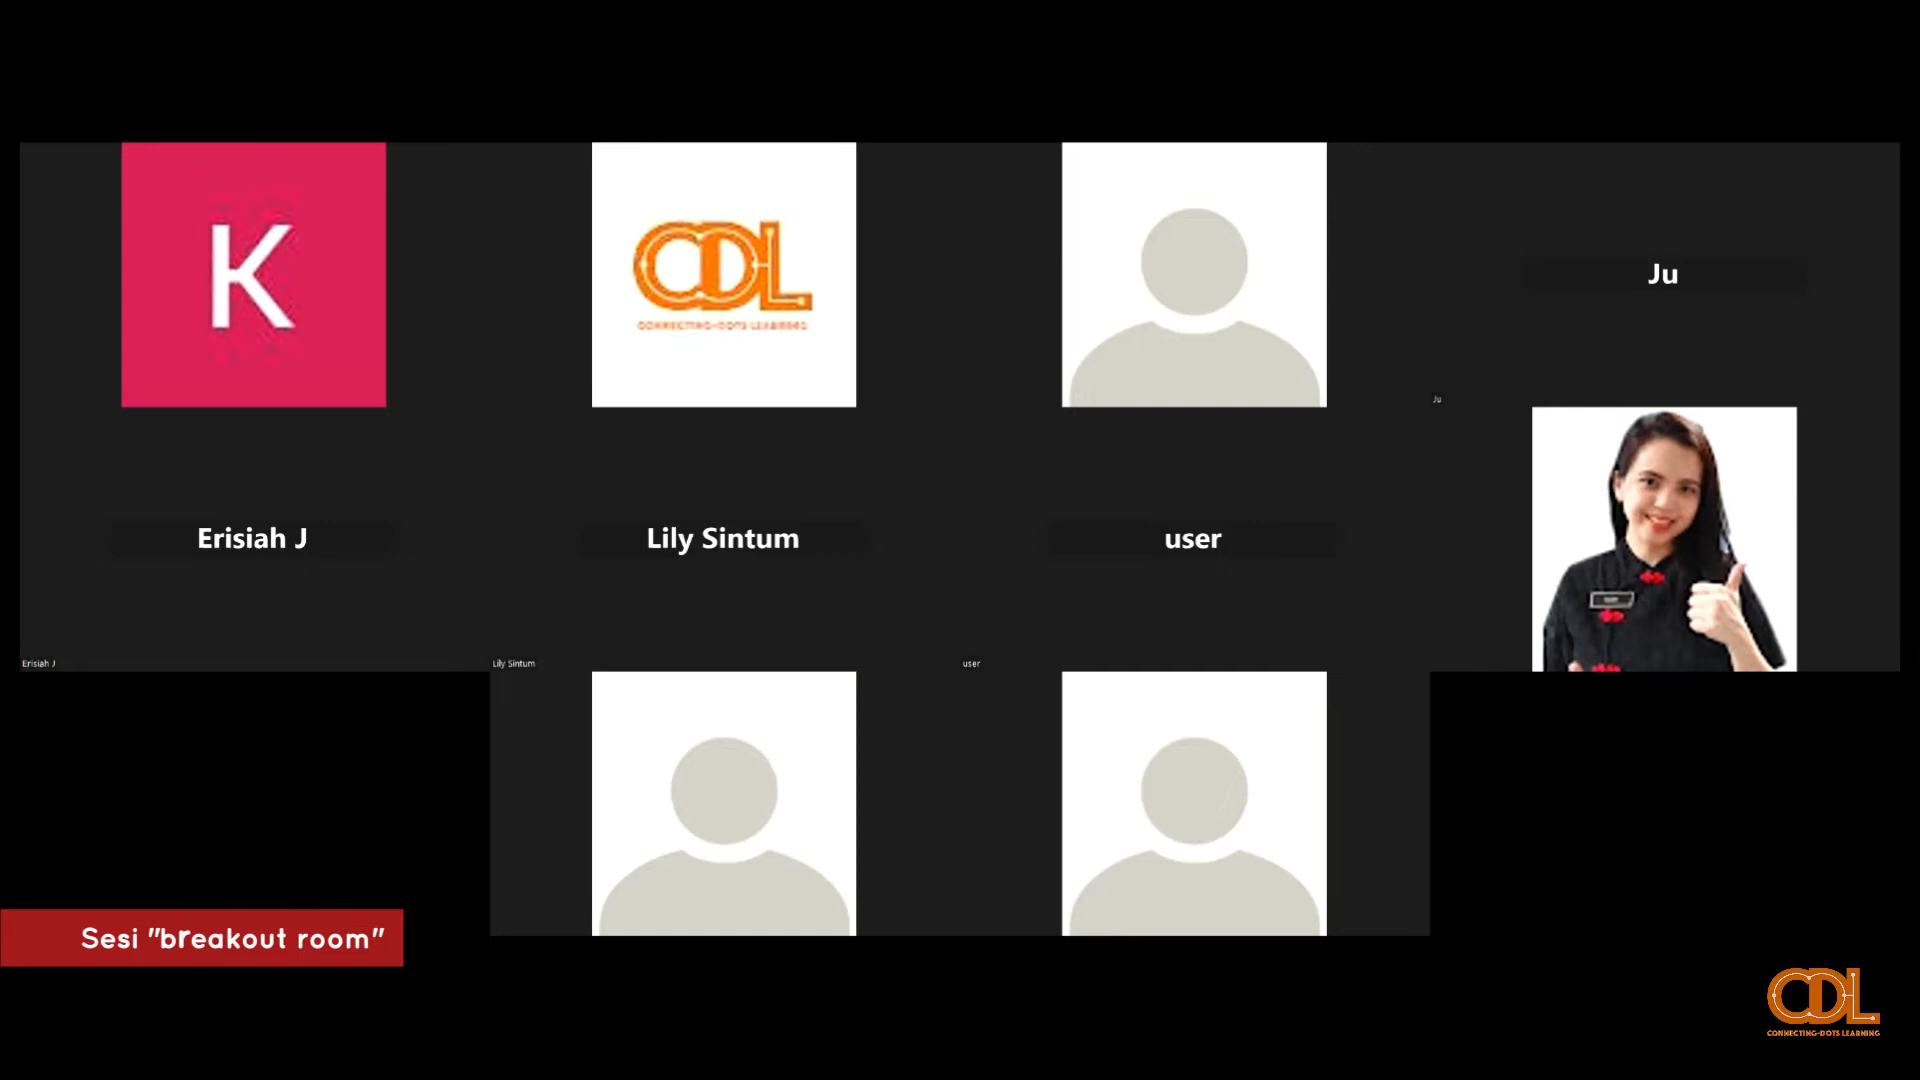 K
CDL
CONNECTING-DOTS LEARNING
Ju
Ju
Erisiah J
Lily Sintum
user
Erisiah J
Lily Sintum
user
Sesi "breakout room"
CDL
CONNECTING-DOTS LEARNING